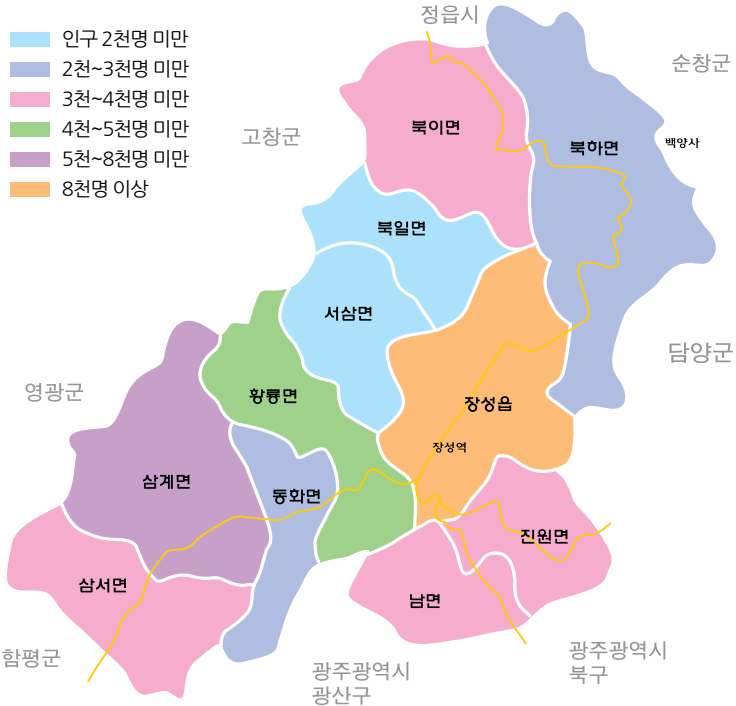 정읍시
인구 2천명 미만
2천~3천명 미만
3천~4천명 미만
4천~5천명 미만
5천~8천명 미만
8천명 이상
순창군
고창군
북이면
북하면
백양사
북일면
서삼면
담양군
영광군
황룡면
장성읍
장성역
삼계면
동화면
진원면
삼서면
남면
함평군
광주광역시
광산구
광주광역시
북구